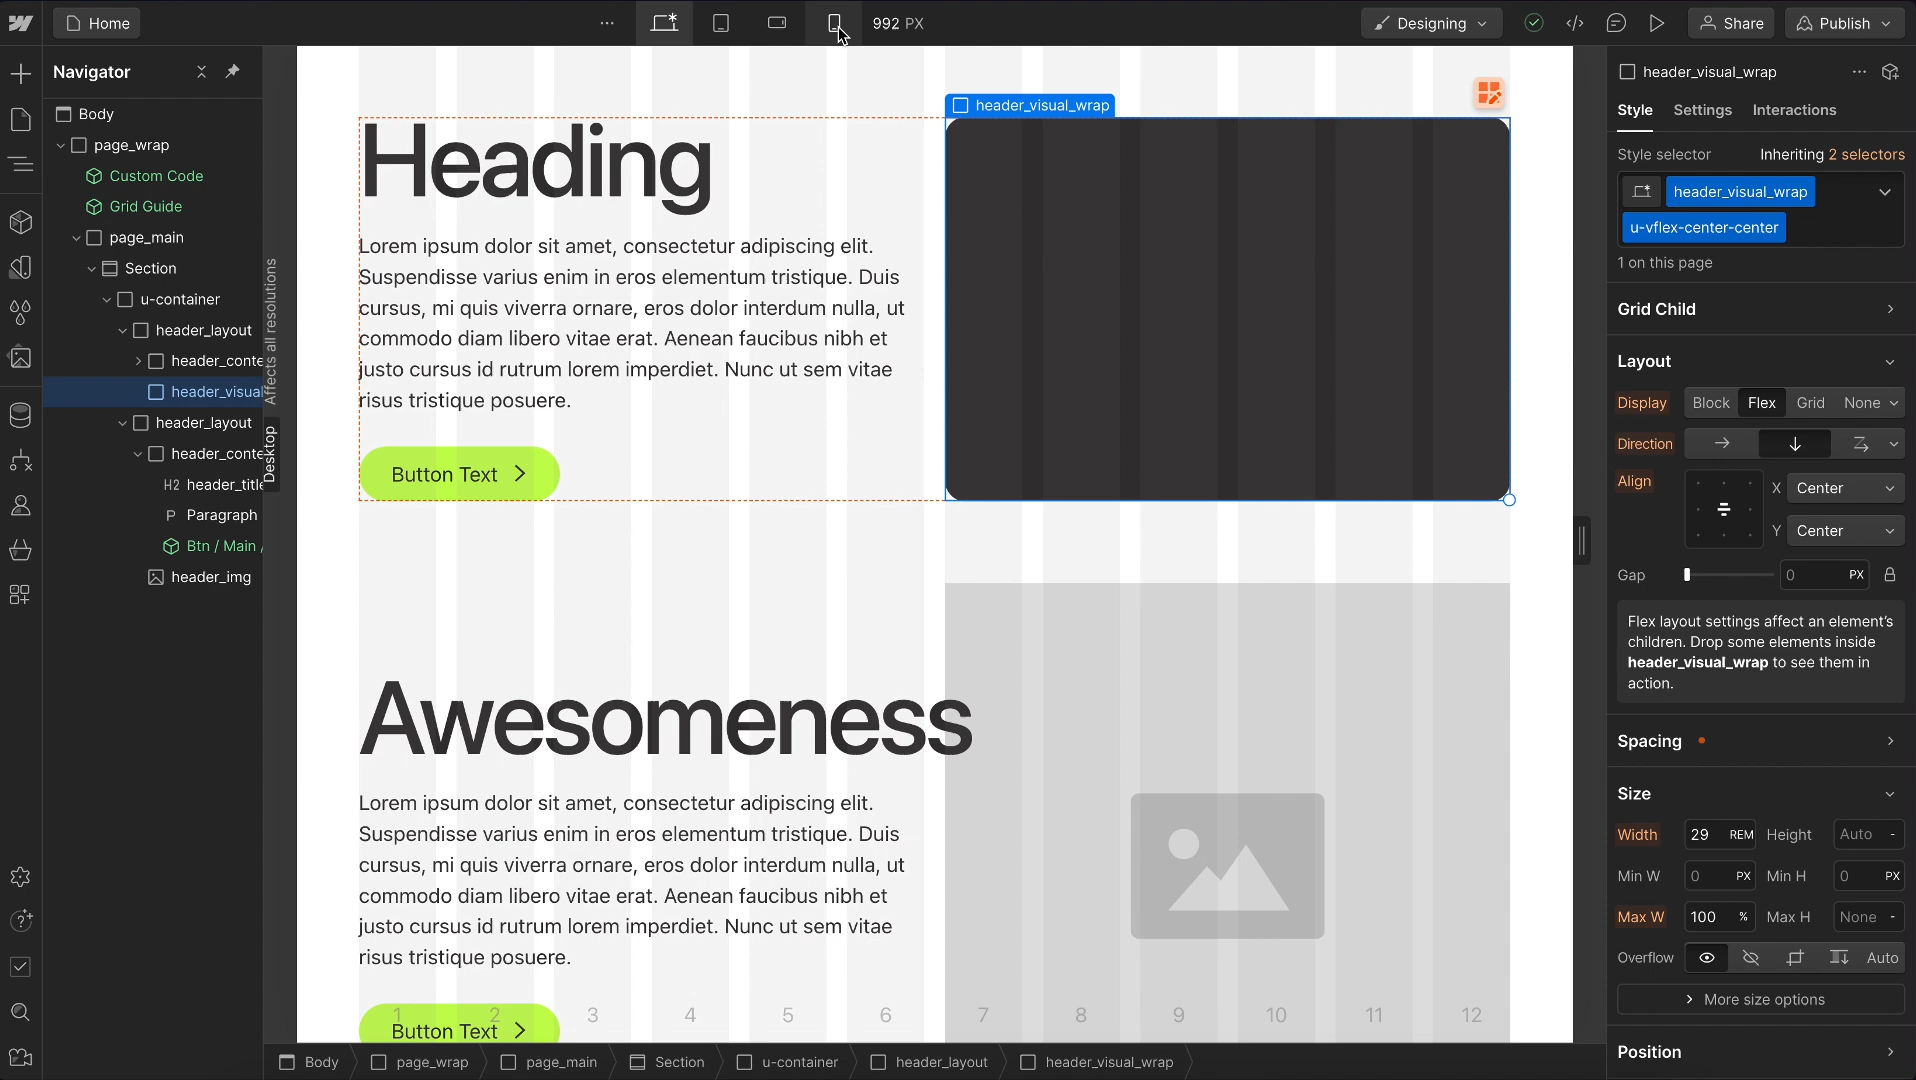 Home
992 PX
Designing
Share
Publish
Navigator
Body
page_wrap
Custom Code
Grid Guide
page_main
Section
u-container
header_layout
header_conte
header_visual
header_layout
header_conte
H2 header_title
P Paragraph
Btn / Main /
header_img
Affects all resolutions
Desktop
header_visual_wrap
Heading
Lorem ipsum dolor sit amet, consectetur adipiscing elit.
Suspendisse varius enim in eros elementum tristique. Duis
cursus, mi quis viverra ornare, eros dolor interdum nulla, ut
commodo diam libero vitae erat. Aenean faucibus nibh et
justo cursus id rutrum lorem imperdiet. Nunc ut sem vitae
risus tristique posuere.
Button Text
Awesomeness
Lorem ipsum dolor sit amet, consectetur adipiscing elit.
Suspendisse varius enim in eros elementum tristique. Duis
cursus, mi quis viverra ornare, eros dolor interdum nulla, ut
commodo diam libero vitae erat. Aenean faucibus nibh et
justo cursus id rutrum lorem imperdiet. Nunc ut sem vitae
risus tristique posuere.
Button Text
1 2 3 4 5 6 7 8 9 10 11 12
Body page_wrap page_main Section u-container header_layout header_visual_wrap
header_visual_wrap
Style Settings Interactions
Style selector Inheriting 2 selectors
header_visual_wrap
u-vflex-center-center
1 on this page
Grid Child
Layout
Display Block Flex Grid None
Direction
Align X Center
Y Center
Gap 0 PX
Flex layout settings affect an element's
children. Drop some elements inside
header_visual_wrap to see them in
action.
Spacing
Size
Width 29 REM Height Auto -
Min W 0 PX Min H 0 PX
Max W 100 % Max H None -
Overflow Auto
More size options
Position